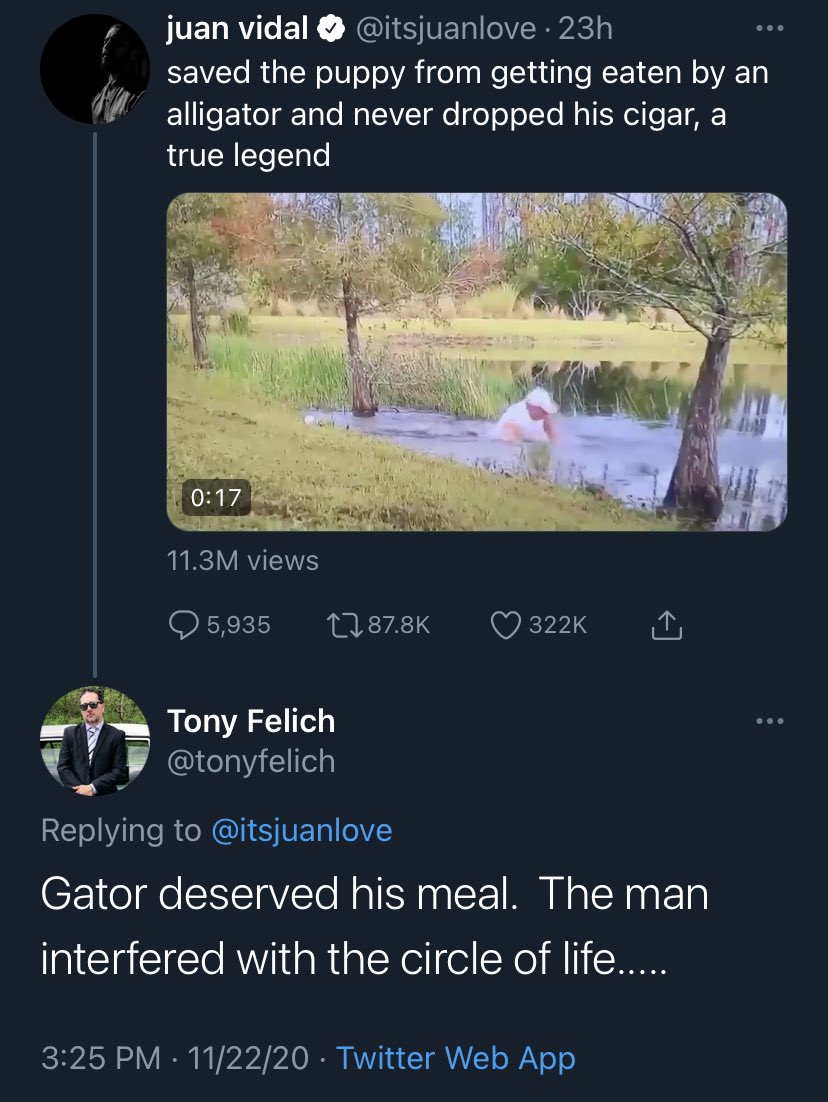 juan vidal @itsjuanlove · 23h
saved the puppy from getting eaten by an
alligator and never dropped his cigar, a
true legend
0:17
11.3M views
5,935 87.8K 322K
Tony Felich
@tonyfelich
Replying to @itsjuanlove
Gator deserved his meal.  The man
interfered with the circle of life.....
3:25 PM · 11/22/20 · Twitter Web App